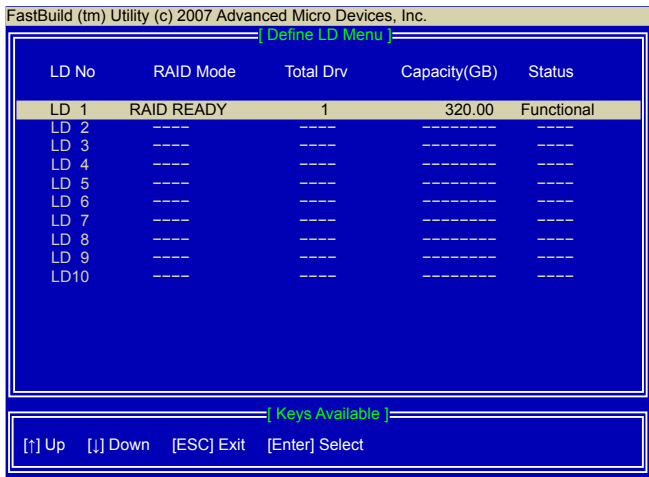 FastBuild (tm) Utility (c) 2007 Advanced Micro Devices, Inc.
[ Define LD Menu ]
LD No RAID Mode Total Drv Capacity(GB) Status
LD 1 RAID READY 1 320.00 Functional
LD 2 ---- ---- -------- ----
LD 3 ---- ---- -------- ----
LD 4 ---- ---- -------- ----
LD 5 ---- ---- -------- ----
LD 6 ---- ---- -------- ----
LD 7 ---- ---- -------- ----
LD 8 ---- ---- -------- ----
LD 9 ---- ---- -------- ----
LD10 ---- ---- -------- ----
[ Keys Available ]
[↑] Up [↓] Down [ESC] Exit [Enter] Select